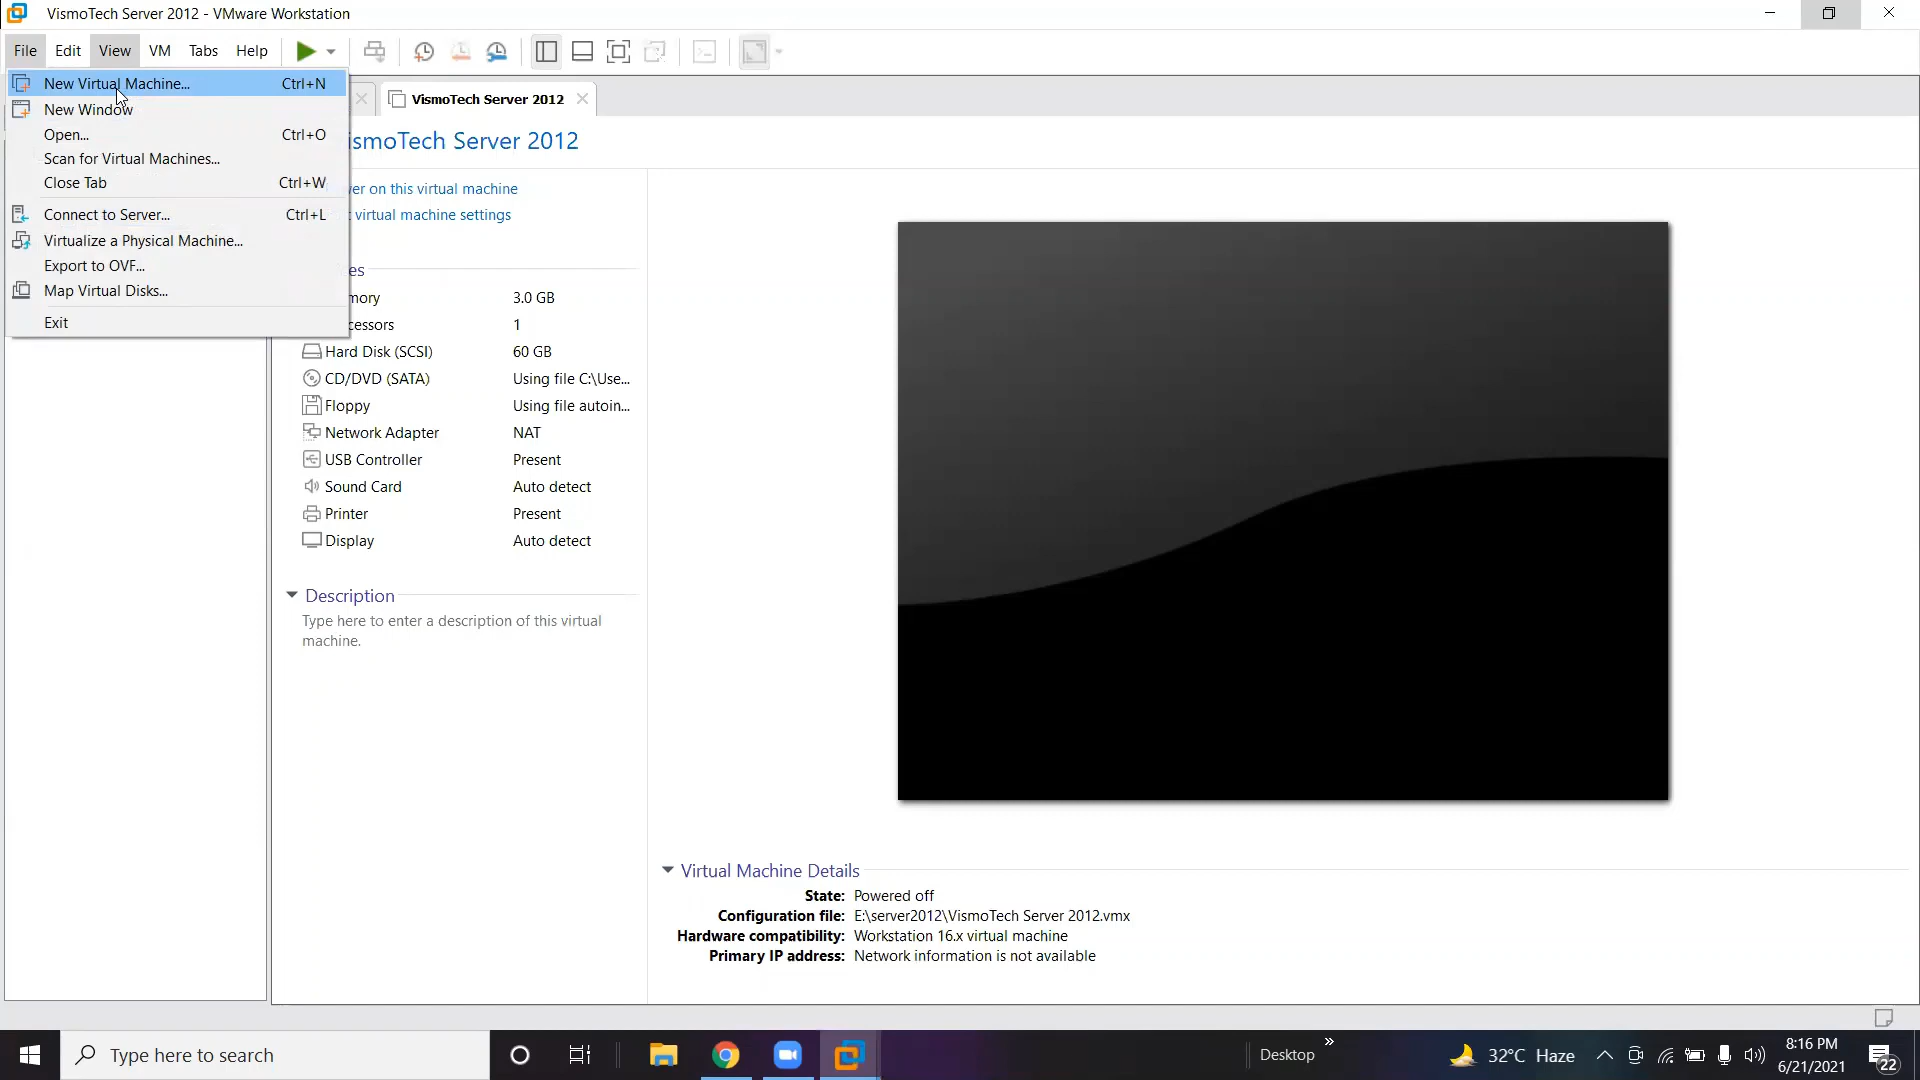 VismoTech Server 2012 - VMware Workstation
File Edit View VM Tabs Help
New Virtual Machine... Ctrl+N
New Window
Open... Ctrl+O
Scan for Virtual Machines...
Close Tab Ctrl+W
Connect to Server... Ctrl+L
Virtualize a Physical Machine...
Export to OVF...
Map Virtual Disks...
Exit
VismoTech Server 2012
ismoTech Server 2012
wer on this virtual machine
t virtual machine settings
es
mory 3.0 GB
cessors 1
Hard Disk (SCSI) 60 GB
CD/DVD (SATA) Using file C:\Use...
Floppy Using file autoin...
Network Adapter NAT
USB Controller Present
Sound Card Auto detect
Printer Present
Display Auto detect
Description
Type here to enter a description of this virtual
machine.
Virtual Machine Details
State: Powered off
Configuration file: E:\server2012\VismoTech Server 2012.vmx
Hardware compatibility: Workstation 16.x virtual machine
Primary IP address: Network information is not available
Type here to search
Desktop
32°C Haze
8:16 PM
6/21/2021
22